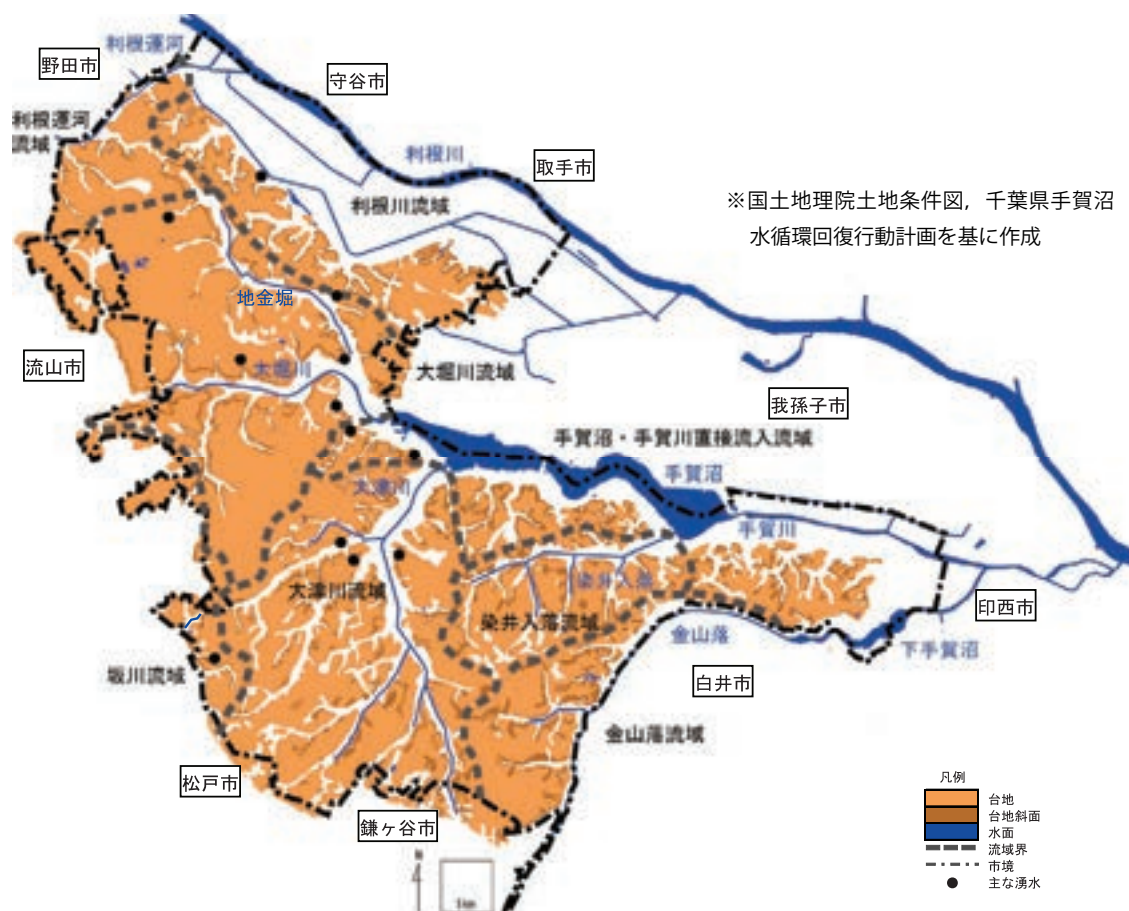 利根運河
野田市
守谷市
利根運河
流域
利根川
取手市
利根川流域
※国土地理院土地条件図，千葉県手賀沼
水循環回復行動計画を基に作成
地金堀
流山市
大堀川
大堀川流域
我孫子市
手賀沼・手賀川直接流入流域
手賀沼
大津川
手賀川
大津川流域
染井入落
染井入落流域
印西市
金山落
下手賀沼
坂川流域
白井市
金山落流域
松戸市
鎌ヶ谷市
凡例
台地
台地斜面
水面
流域界
市境
主な湧水
N
1km